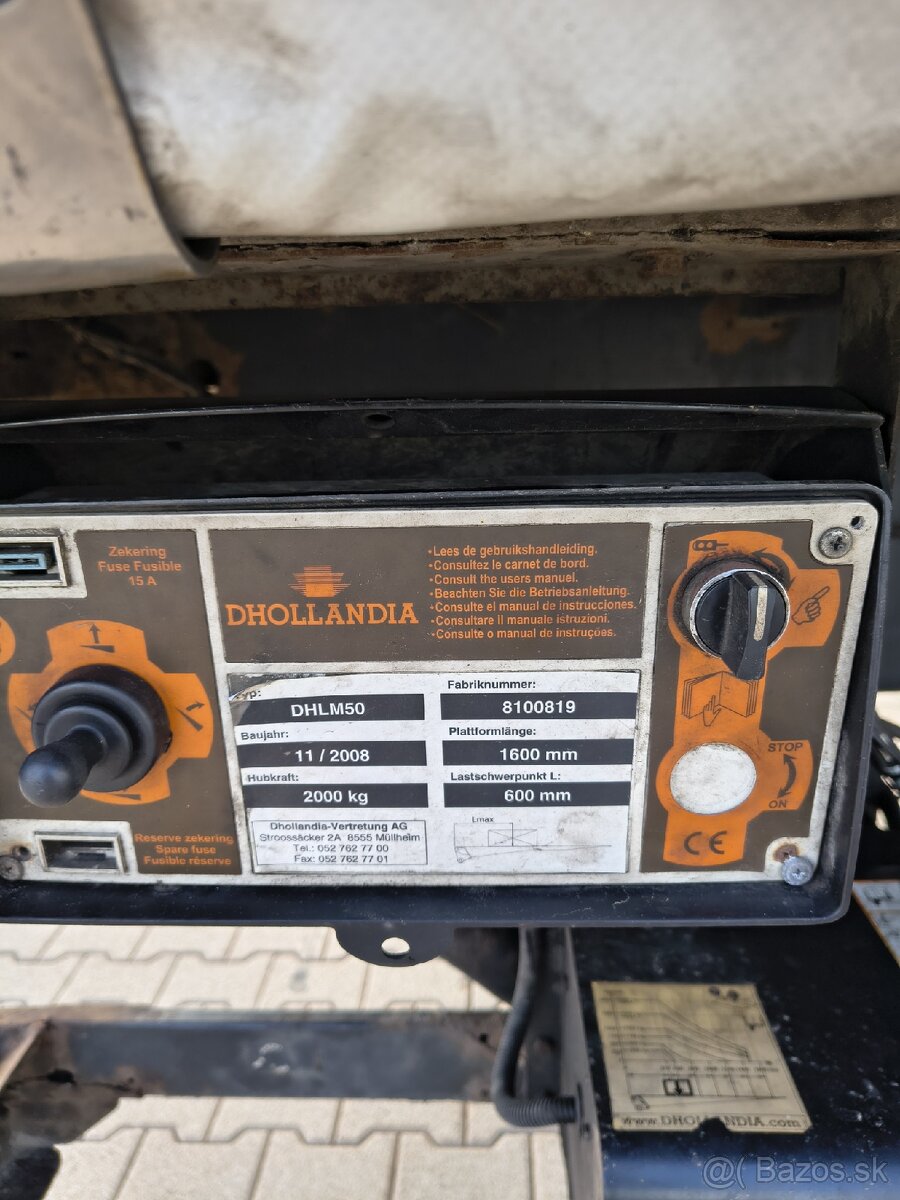 Zekering
Fuse Fusible
15 A
DHOLLANDIA
•Lees de gebruikshandleiding.
•Consultez le carnet de bord.
•Consult the users manuel.
•Beachten Sie die Betriebsanleitung.
•Consulte el manual de instrucciones.
•Consultare il manuale istruzioni.
•Consulte o manual de instruções.
Typ:
DHLM50
Fabriknummer:
8100819
Baujahr:
11 / 2008
Plattformlänge:
1600 mm
Hubkraft:
2000 kg
Lastschwerpunkt L:
600 mm
Dhollandia-Vertretung AG
Stroossäcker 2A 8555 Müllheim
Tel.: 052 762 77 00
Fax: 052 762 77 01
Lmax
STOP
ON
CE
Reserve zekering
Spare fuse
Fusible réserve
www.DHOLLANDIA.com
@ Bazos.sk